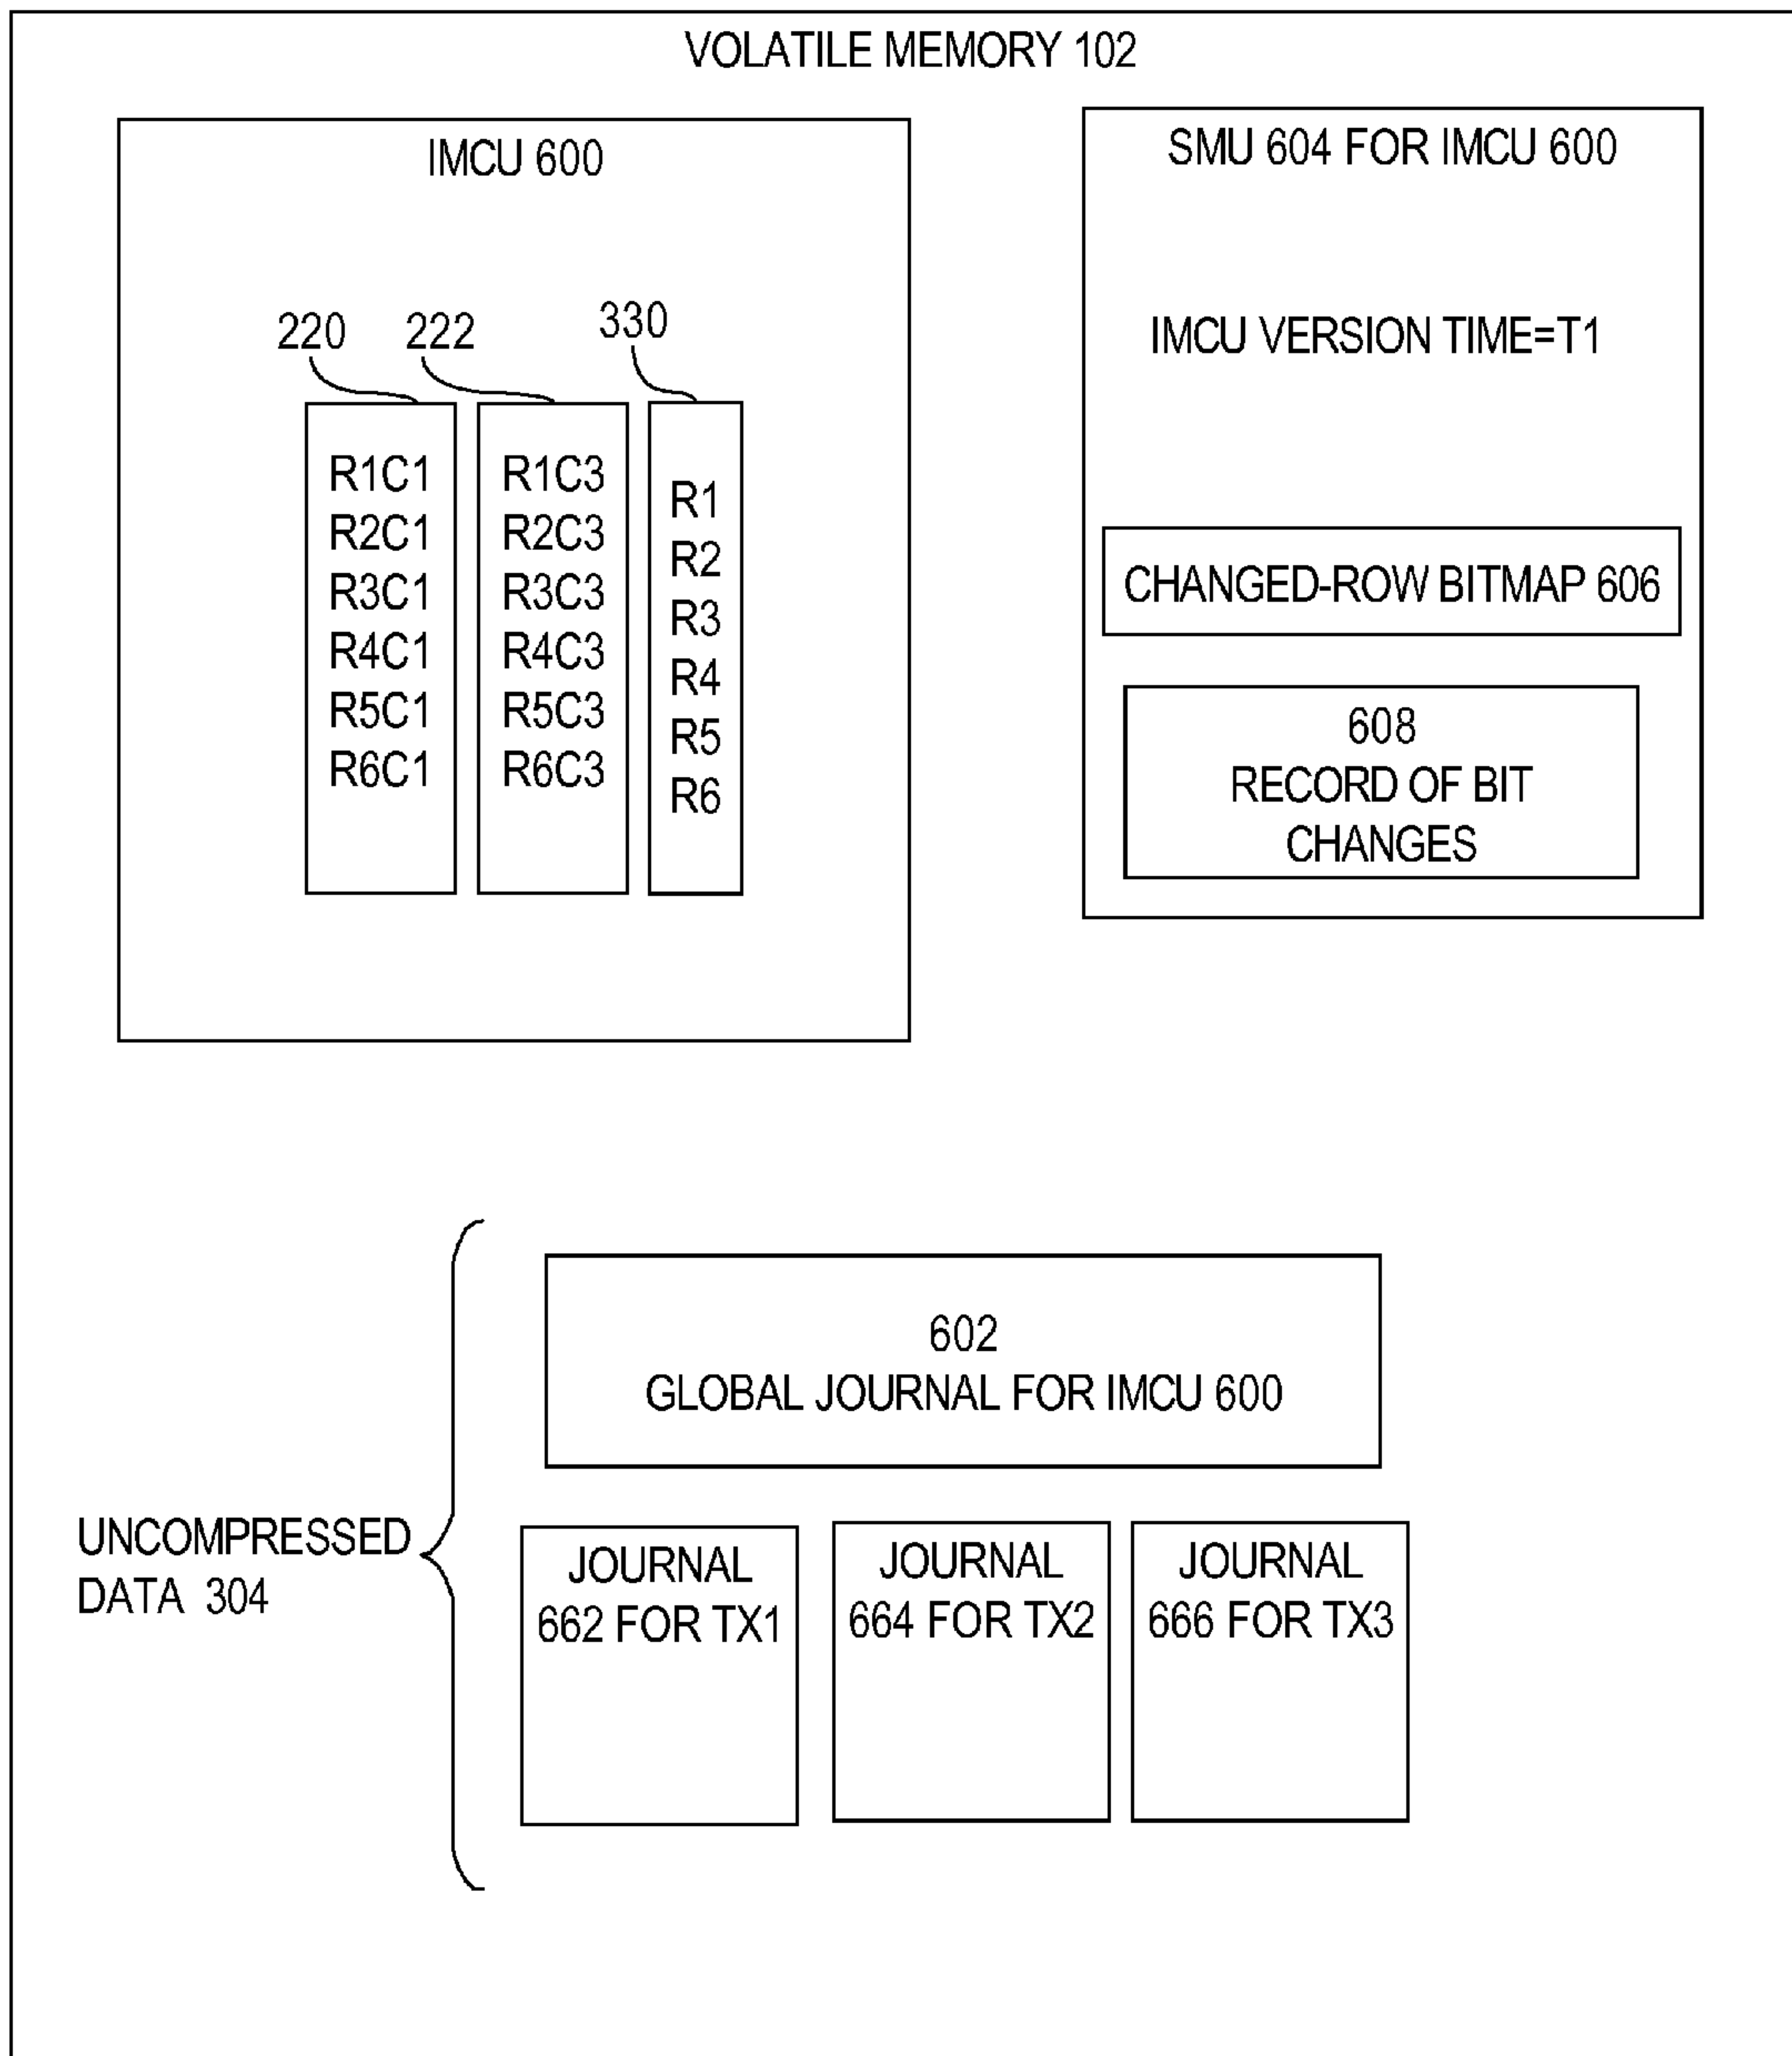 VOLATILE MEMORY 102
IMCU 600
220
222
330
R1C1
R2C1
R3C1
R4C1
R5C1
R6C1
R1C3
R2C3
R3C3
R4C3
R5C3
R6C3
R1
R2
R3
R4
R5
R6
SMU 604 FOR IMCU 600
IMCU VERSION TIME=T1
CHANGED-ROW BITMAP 606
608
RECORD OF BIT
CHANGES
UNCOMPRESSED
DATA 304
602
GLOBAL JOURNAL FOR IMCU 600
JOURNAL
662 FOR TX1
JOURNAL
664 FOR TX2
JOURNAL
666 FOR TX3